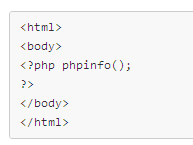 <html>
<body>
<?php phpinfo();
?>
</body>
</html>